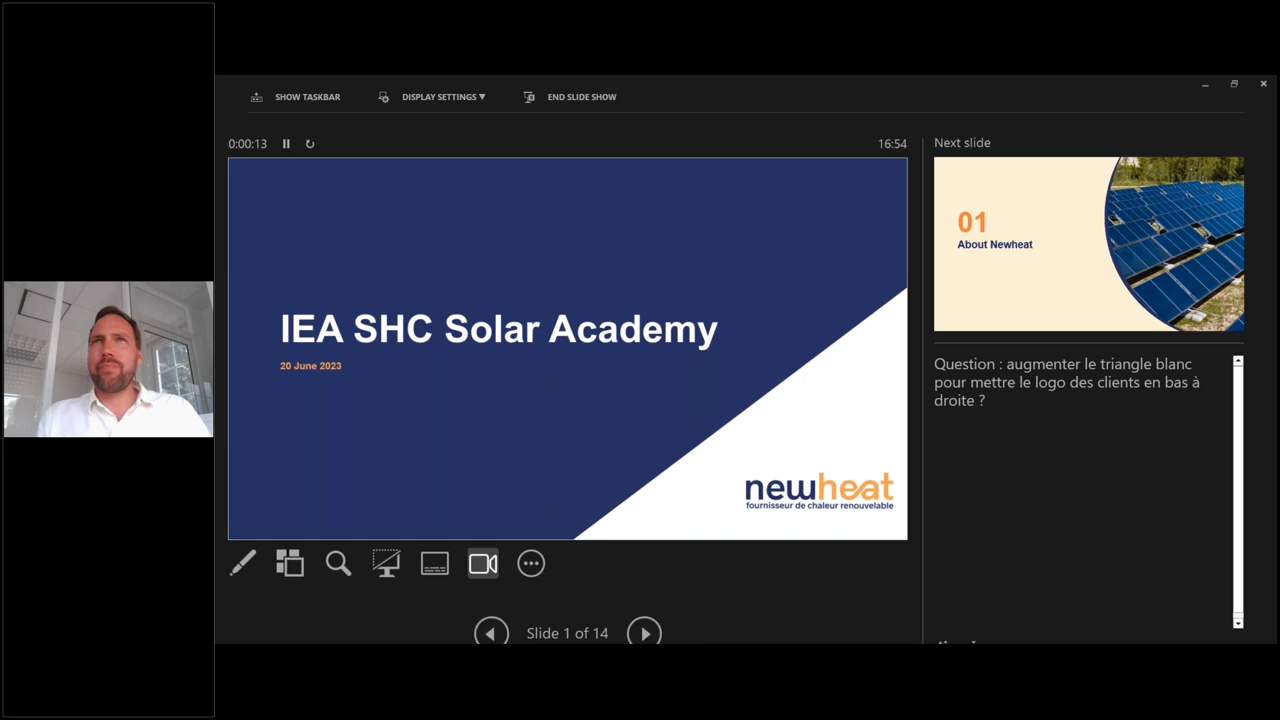 SHOW TASKBAR
DISPLAY SETTINGS ▼
END SLIDE SHOW
0:00:13
16:54
IEA SHC Solar Academy
20 June 2023
newheat
fournisseur de chaleur renouvelable
Slide 1 of 14
Next slide
01
About Newheat
Question : augmenter le triangle blanc
pour mettre le logo des clients en bas à
droite ?